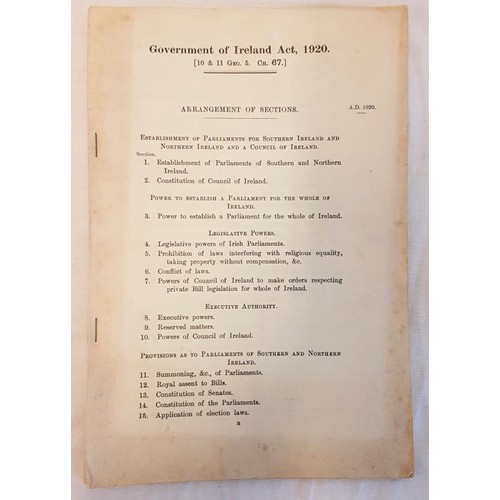 Government of Ireland Act, 1920.
[10 & 11 GEO. 5. CH. 67.]
ARRANGEMENT OF SECTIONS.
A.D. 1920.
ESTABLISHMENT OF PARLIAMENTS FOR SOUTHERN IRELAND AND
NORTHERN IRELAND AND A COUNCIL OF IRELAND.
Section.
1. Establishment of Parliaments of Southern and Northern
Ireland.
2. Constitution of Council of Ireland.
POWER TO ESTABLISH A PARLIAMENT FOR THE WHOLE OF
IRELAND.
3. Power to establish a Parliament for the whole of Ireland.
LEGISLATIVE POWERS.
4. Legislative powers of Irish Parliaments.
5. Prohibition of laws interfering with religious equality,
taking property without compensation, &c.
6. Conflict of laws.
7. Powers of Council of Ireland to make orders respecting
private Bill legislation for whole of Ireland.
EXECUTIVE AUTHORITY.
8. Executive powers.
9. Reserved matters.
10. Powers of Council of Ireland.
PROVISIONS AS TO PARLIAMENTS OF SOUTHERN AND NORTHERN
IRELAND.
11. Summoning, &c., of Parliaments.
12. Royal assent to Bills.
13. Constitution of Senates.
14. Constitution of the Parliaments.
15. Application of election laws.
a